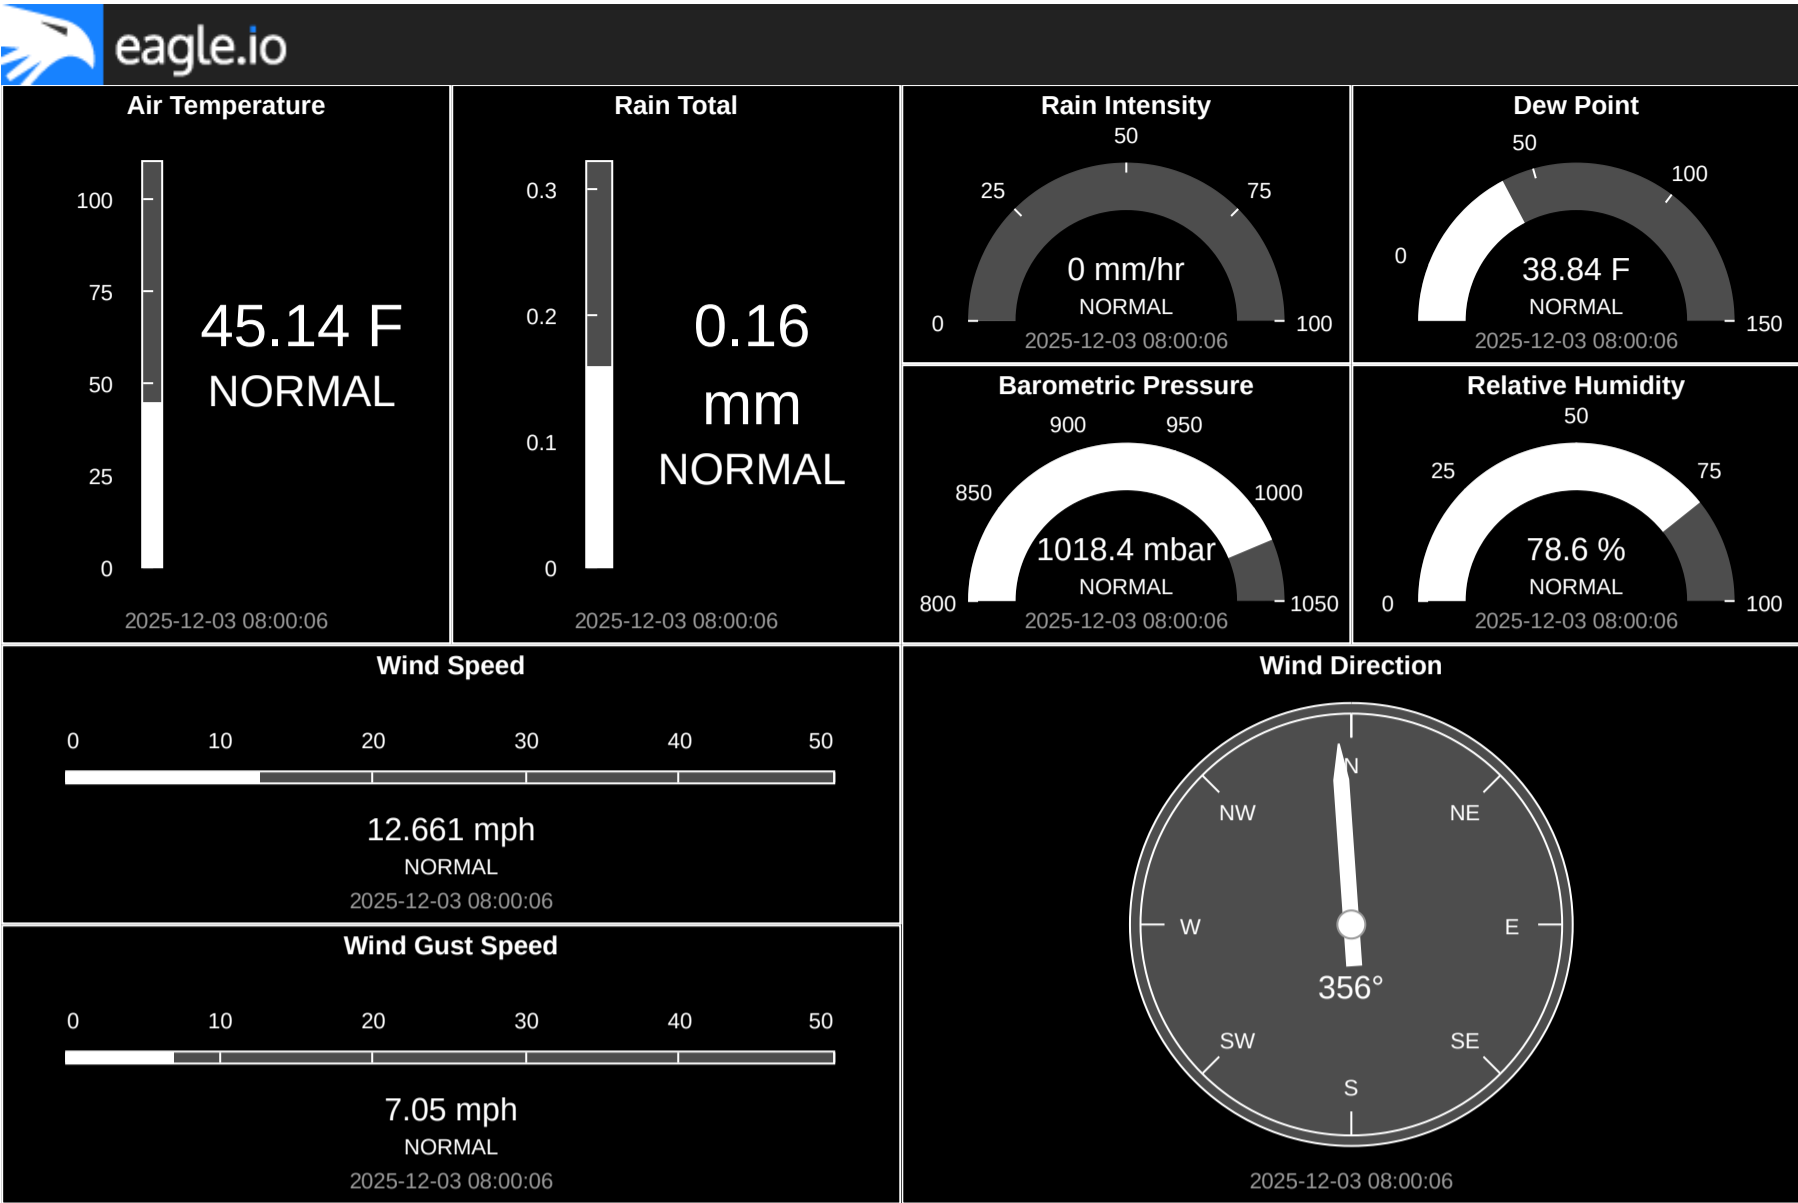 eagle.io
Air Temperature
100
75
50
25
0
45.14 F
NORMAL
2025-12-03 08:00:06
Rain Total
0.3
0.2
0.1
0
0.16
mm
NORMAL
2025-12-03 08:00:06
Rain Intensity
50
25
75
0
100
0 mm/hr
NORMAL
2025-12-03 08:00:06
Dew Point
50
100
0
150
38.84 F
NORMAL
2025-12-03 08:00:06
Barometric Pressure
900
950
850
1000
800
1050
1018.4 mbar
NORMAL
2025-12-03 08:00:06
Relative Humidity
50
25
75
0
100
78.6 %
NORMAL
2025-12-03 08:00:06
Wind Speed
0 10 20 30 40 50
12.661 mph
NORMAL
2025-12-03 08:00:06
Wind Gust Speed
0 10 20 30 40 50
7.05 mph
NORMAL
2025-12-03 08:00:06
Wind Direction
N
NW
NE
W
E
356°
SW
SE
S
2025-12-03 08:00:06